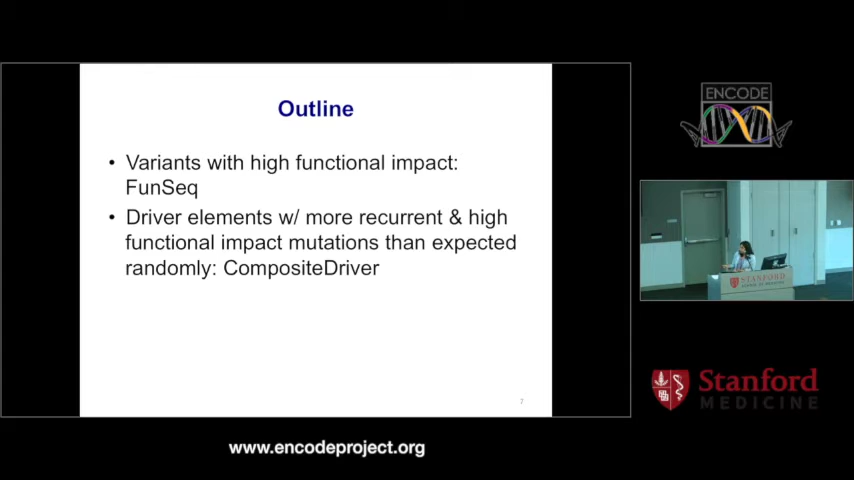 Outline
• Variants with high functional impact:
FunSeq
• Driver elements w/ more recurrent & high
functional impact mutations than expected
randomly: CompositeDriver
7
ENCODE
STANFORD
Stanford
MEDICINE
www.encodeproject.org